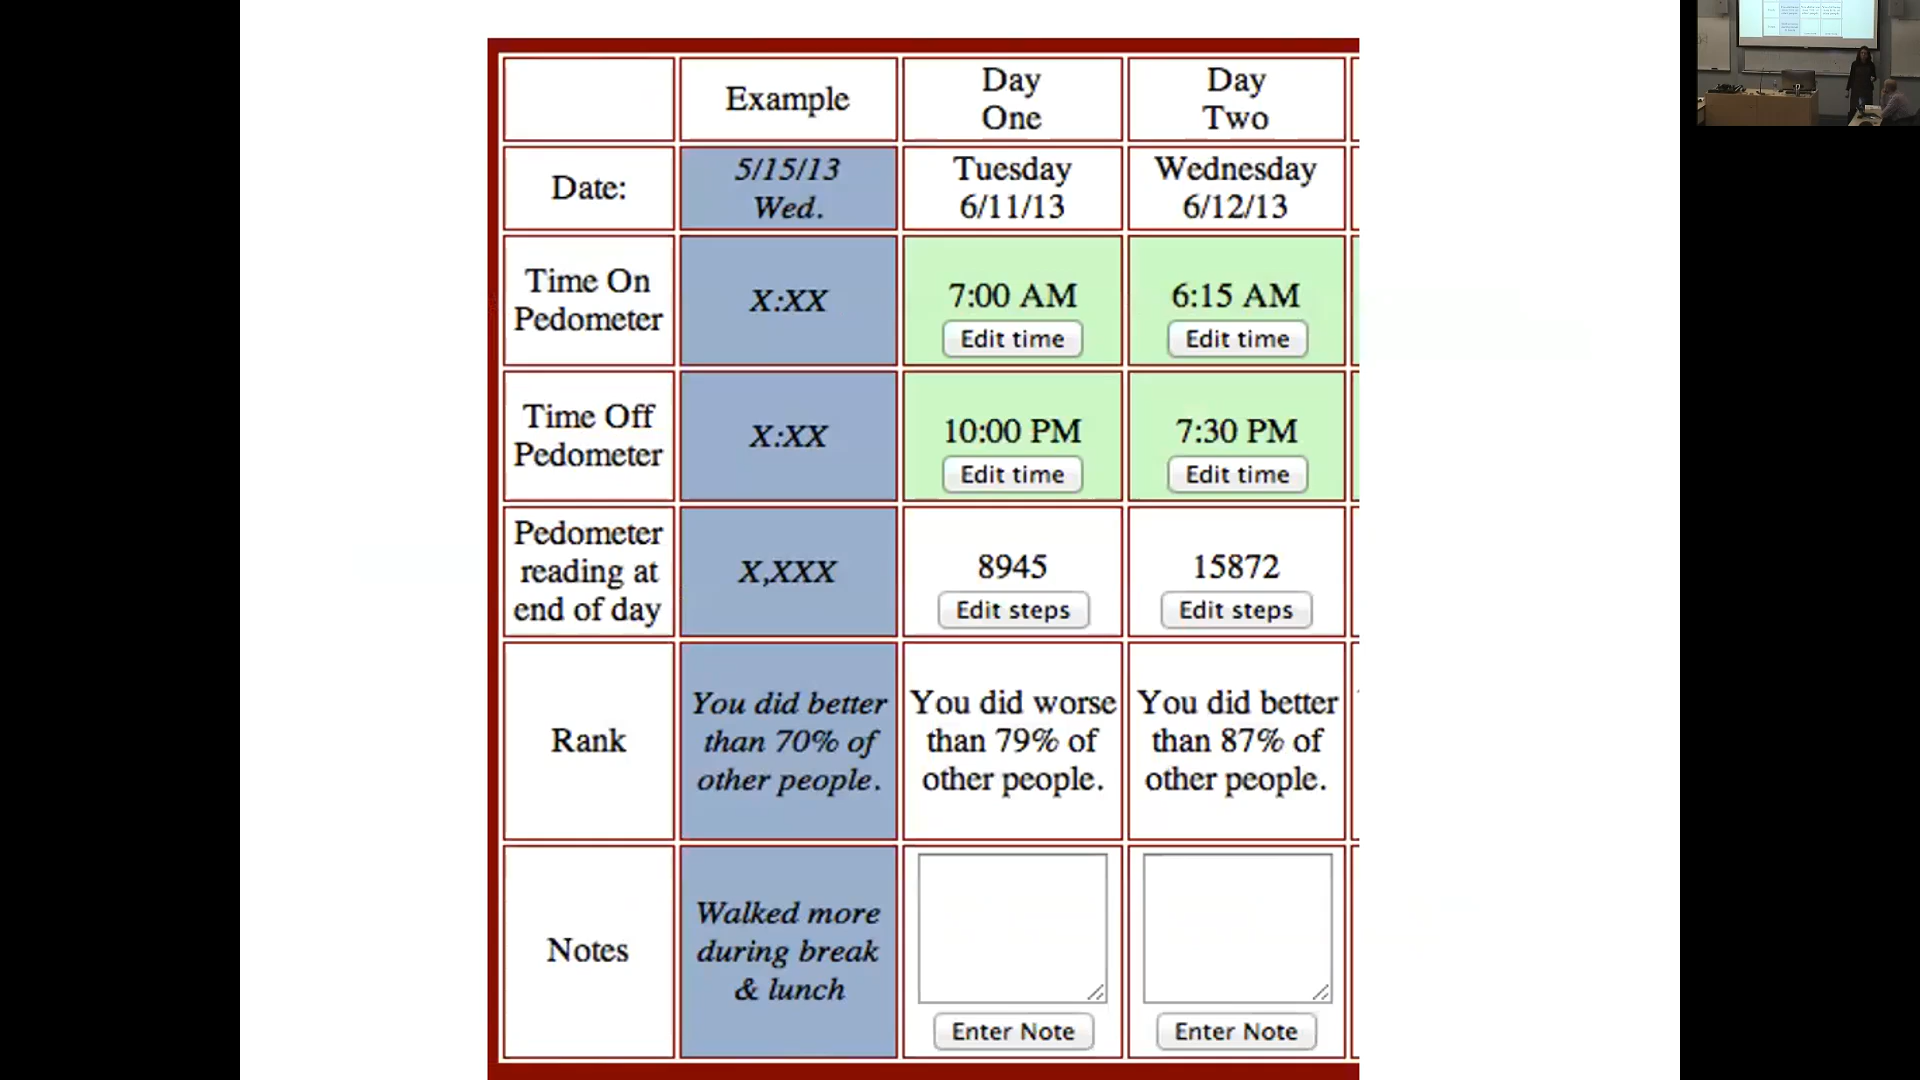 Example
Day
One
Day
Two
Date:
5/15/13
Wed.
Tuesday
6/11/13
Wednesday
6/12/13
Time On
Pedometer
X:XX
7:00 AM
Edit time
6:15 AM
Edit time
Time Off
Pedometer
X:XX
10:00 PM
Edit time
7:30 PM
Edit time
Pedometer
reading at
end of day
X,XXX
8945
Edit steps
15872
Edit steps
Rank
You did better
than 70% of
other people.
You did worse
than 79% of
other people.
You did better
than 87% of
other people.
Notes
Walked more
during break
& lunch
Enter Note
Enter Note